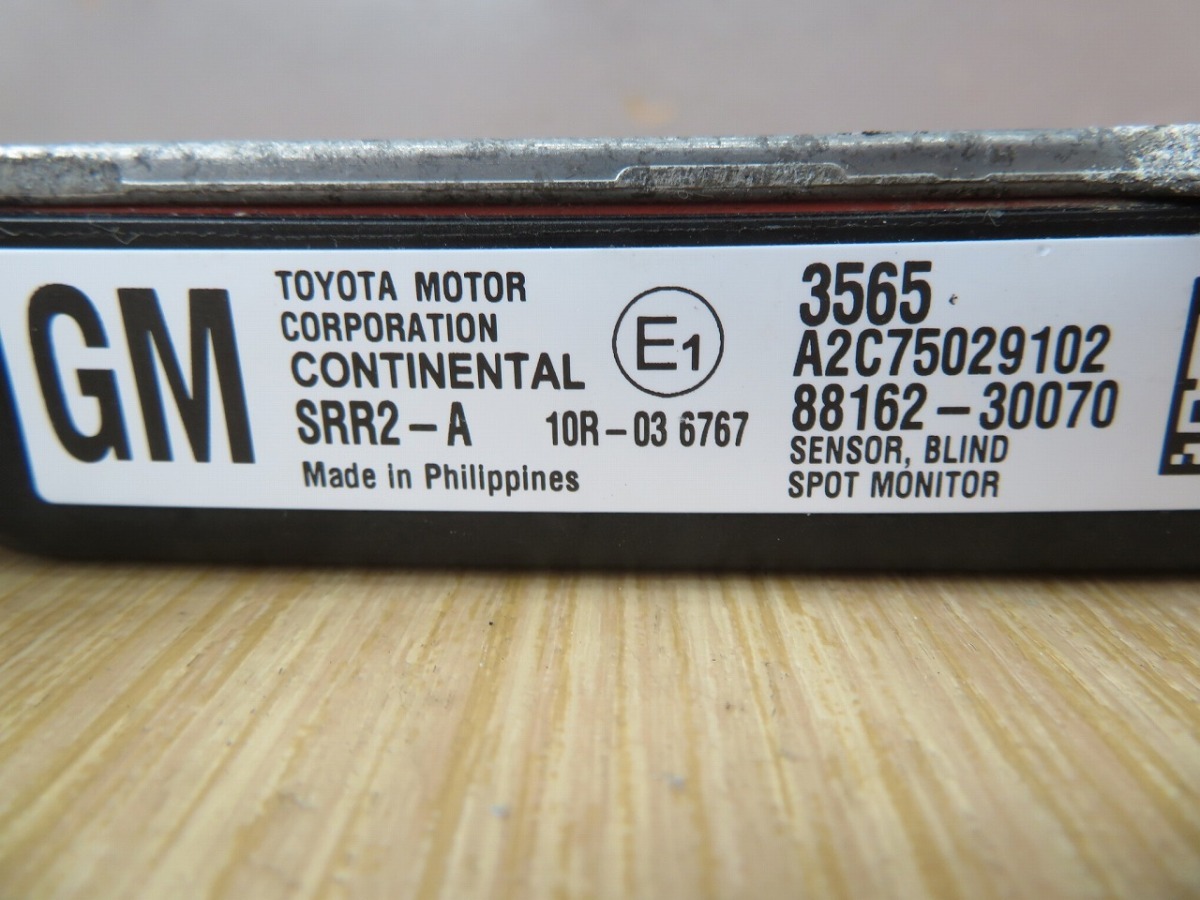 GM
TOYOTA MOTOR
CORPORATION
CONTINENTAL
SRR2-A 10R-03 6767
Made in Philippines
E1
3565
A2C75029102
88162-30070
SENSOR, BLIND
SPOT MONITOR